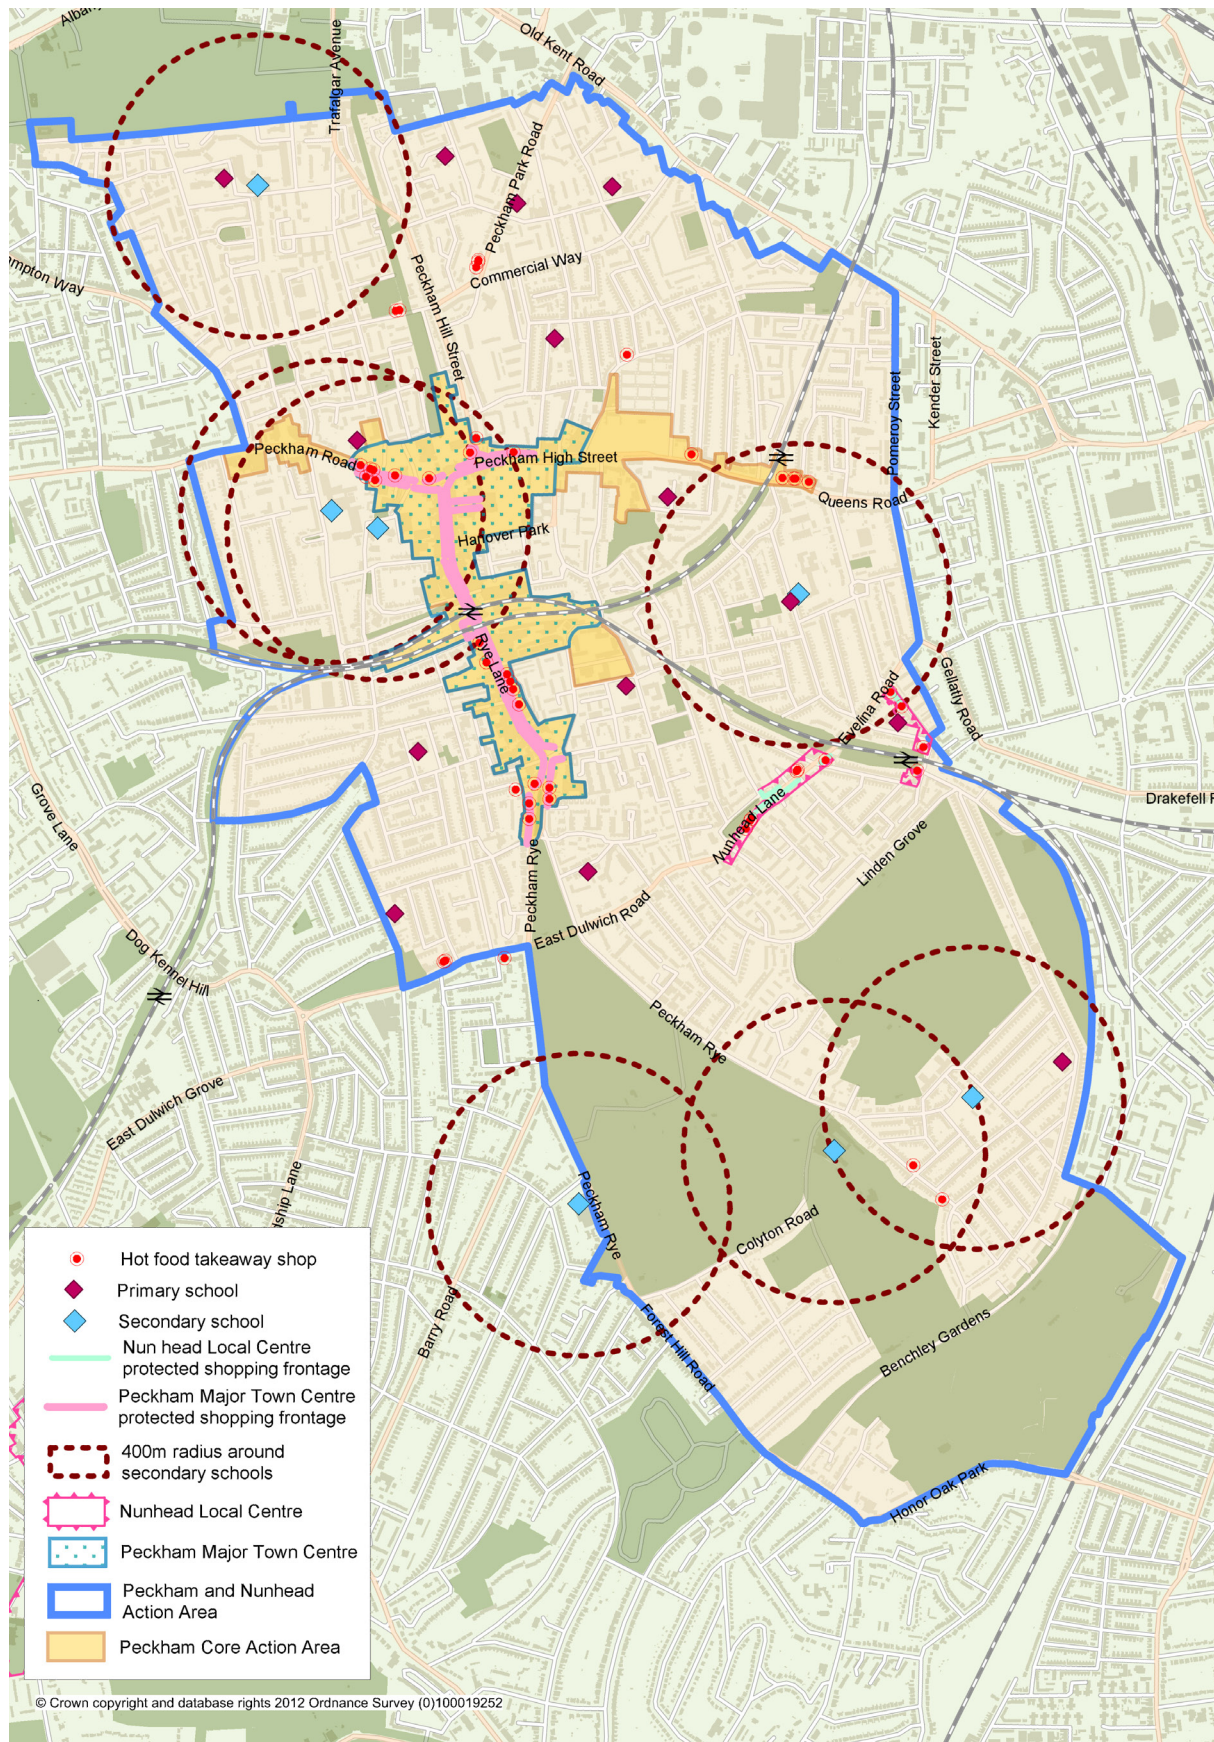 Albany
Trafalgar Avenue
Old Kent Road
Peckham Park Road
Commercial Way
ampton Way
Peckham Hill Street
Kender Street
Pomeroy Street
Peckham Road
Peckham High Street
Queens Road
Hanover Park
Rye Lane
Evelina Road
Gellatly Road
Grove Lane
Drakefell R
Nunhead Lane
Linden Grove
Peckham Rye
East Dulwich Road
Dog Kennel Hill
Peckham Rye
East Dulwich Grove
dship Lane
Peckham Rye
Colyton Road
Barry Road
Forest Hill Road
Benchley Gardens
Honor Oak Park
Hot food takeaway shop
Primary school
Secondary school
Nun head Local Centre
protected shopping frontage
Peckham Major Town Centre
protected shopping frontage
400m radius around
secondary schools
Nunhead Local Centre
Peckham Major Town Centre
Peckham and Nunhead
Action Area
Peckham Core Action Area
© Crown copyright and database rights 2012 Ordnance Survey (0)100019252